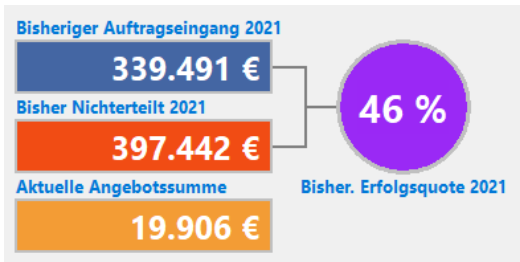 Bisheriger Auftragseingang 2021
339.491 €
Bisher Nichterteilt 2021
397.442 €
46 %
Aktuelle Angebotssumme
Bisher. Erfolgsquote 2021
19.906 €